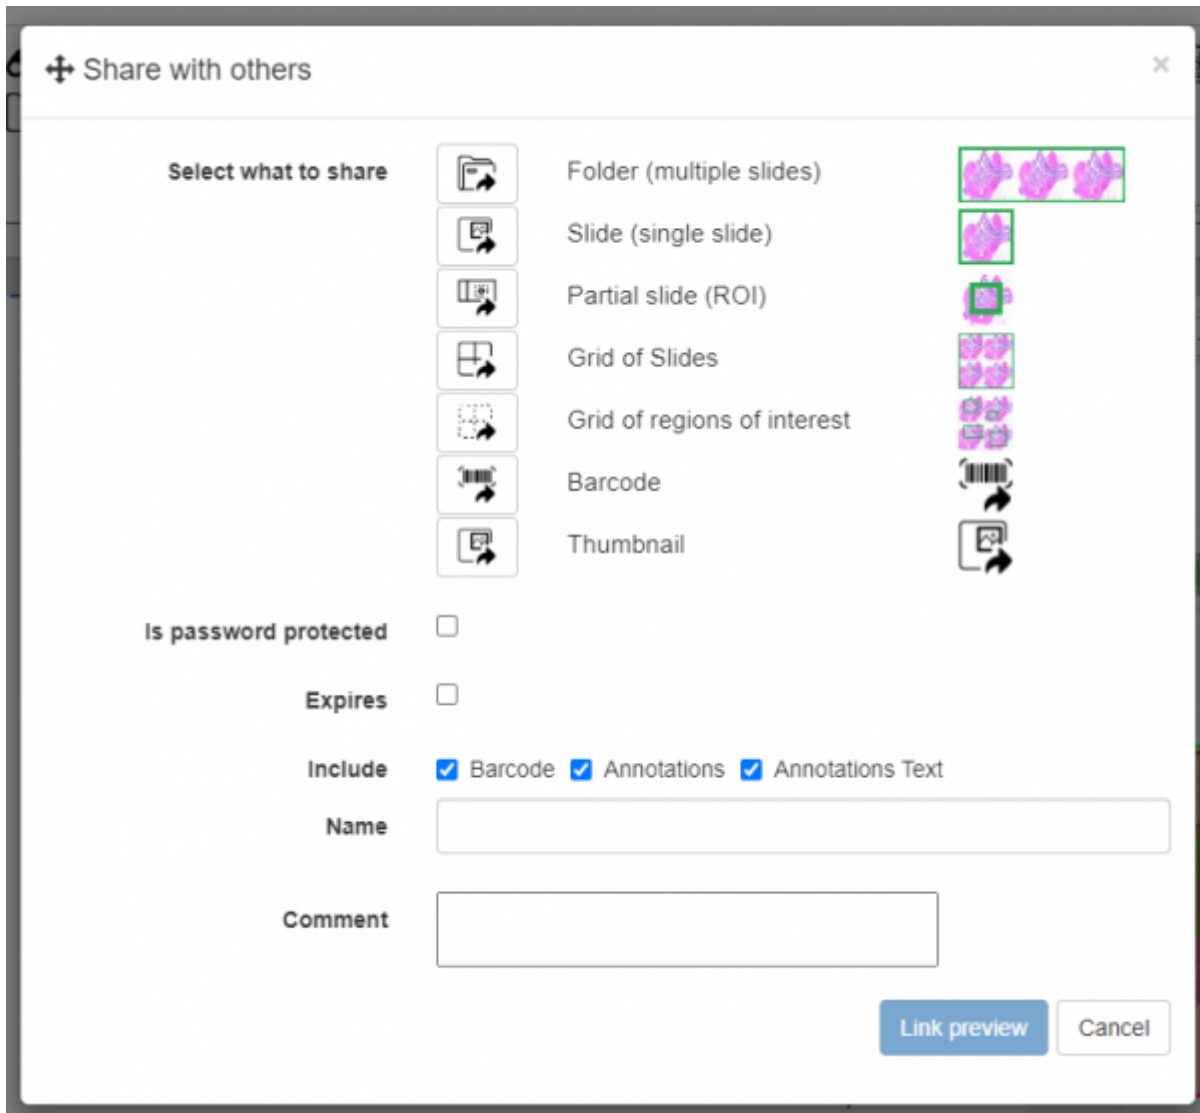 Share with others
×
Select what to share
Folder (multiple slides)
Slide (single slide)
Partial slide (ROI)
Grid of Slides
Grid of regions of interest
Barcode
Thumbnail
Is password protected
Expires
Include Barcode Annotations Annotations Text
Name
Comment
Link preview Cancel